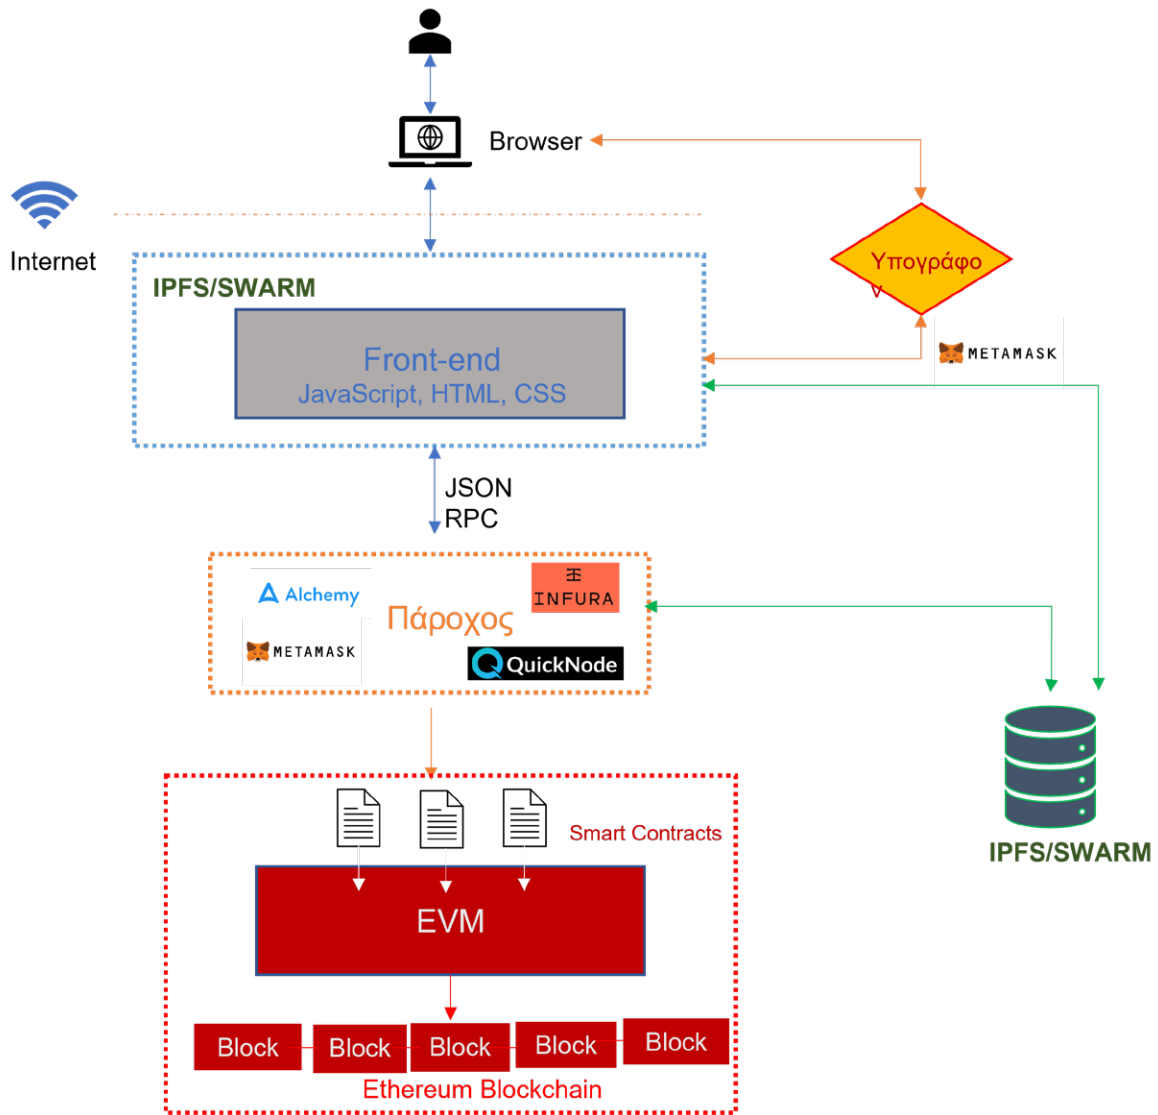 Browser
Internet
Υπογράφο
ν
IPFS/SWARM
METAMASK
Front-end
JavaScript, HTML, CSS
JSON
RPC
Alchemy
INFURA
Πάροχος
METAMASK
QuickNode
Smart Contracts
IPFS/SWARM
EVM
Block
Block
Block
Block
Block
Ethereum Blockchain